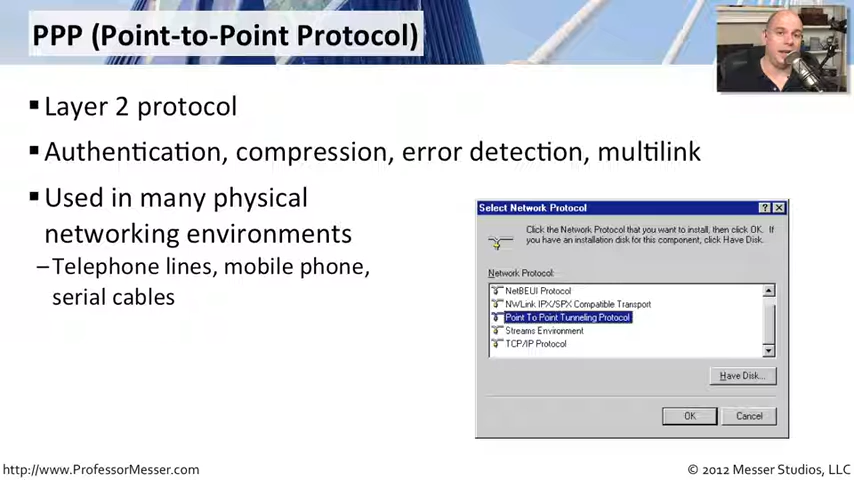 PPP (Point-to-Point Protocol)
▪Layer 2 protocol
▪Authentication, compression, error detection, multilink
▪Used in many physical
networking environments
–Telephone lines, mobile phone,
serial cables
Select Network Protocol
Click the Network Protocol that you want to install, then click OK. If
you have an installation disk for this component, click Have Disk.
Network Protocol:
NetBEUI Protocol
NWLink IPX/SPX Compatible Transport
Point To Point Tunneling Protocol
Streams Environment
TCP/IP Protocol
Have Disk...
OK Cancel
http://www.ProfessorMesser.com
© 2012 Messer Studios, LLC